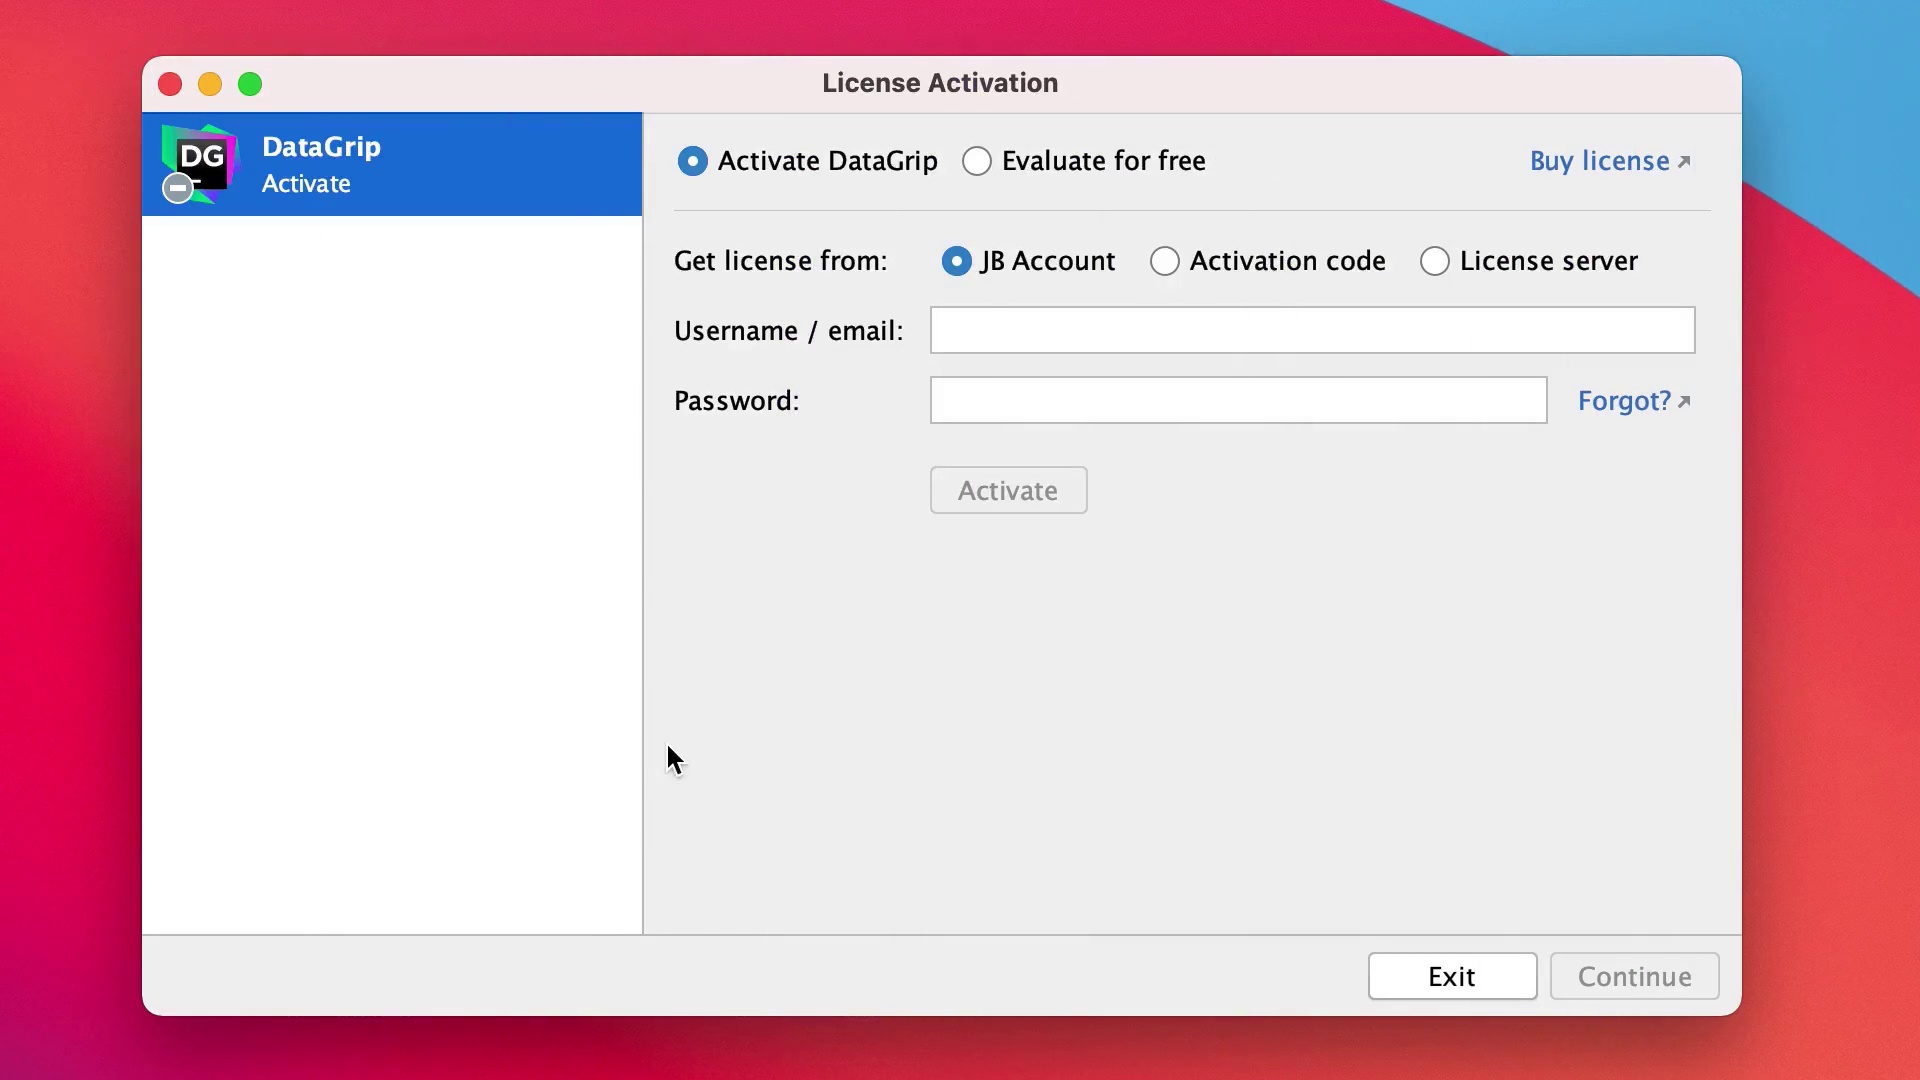 License Activation
DG
DataGrip
Activate
Activate DataGrip Evaluate for free Buy license
Get license from: JB Account Activation code License server
Username / email:
Password: Forgot?
Activate
Exit Continue